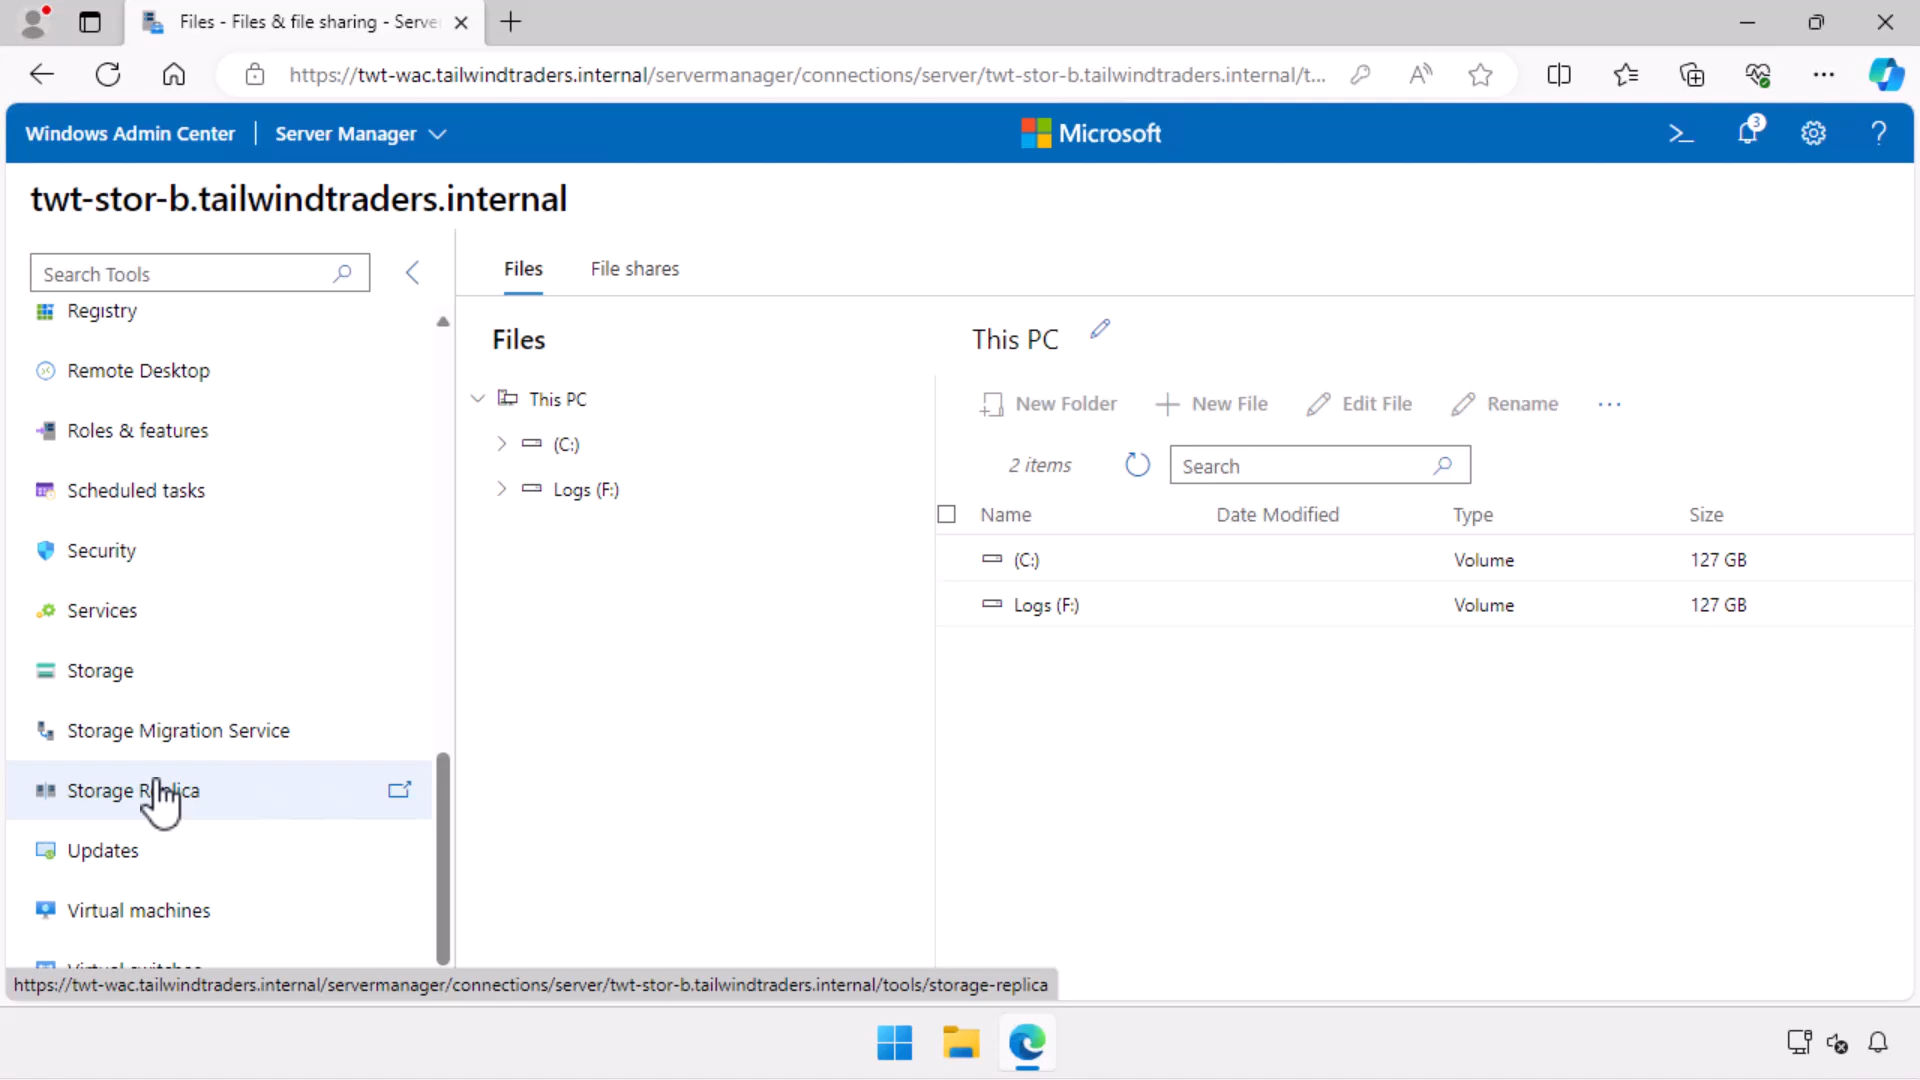 Files - Files & file sharing - Serve
https://twt-wac.tailwindtraders.internal/servermanager/connections/server/twt-stor-b.tailwindtraders.internal/t...
Windows Admin Center
Server Manager
Microsoft
3
twt-stor-b.tailwindtraders.internal
Search Tools
Files
File shares
Registry
Remote Desktop
Roles & features
Scheduled tasks
Security
Services
Storage
Storage Migration Service
Storage Replica
Updates
Virtual machines
Virtual switches
Files
This PC
(C:)
Logs (F:)
This PC
New Folder
New File
Edit File
Rename
2 items
Search
Name Date Modified Type Size
(C:) Volume 127 GB
Logs (F:) Volume 127 GB
https://twt-wac.tailwindtraders.internal/servermanager/connections/server/twt-stor-b.tailwindtraders.internal/tools/storage-replica